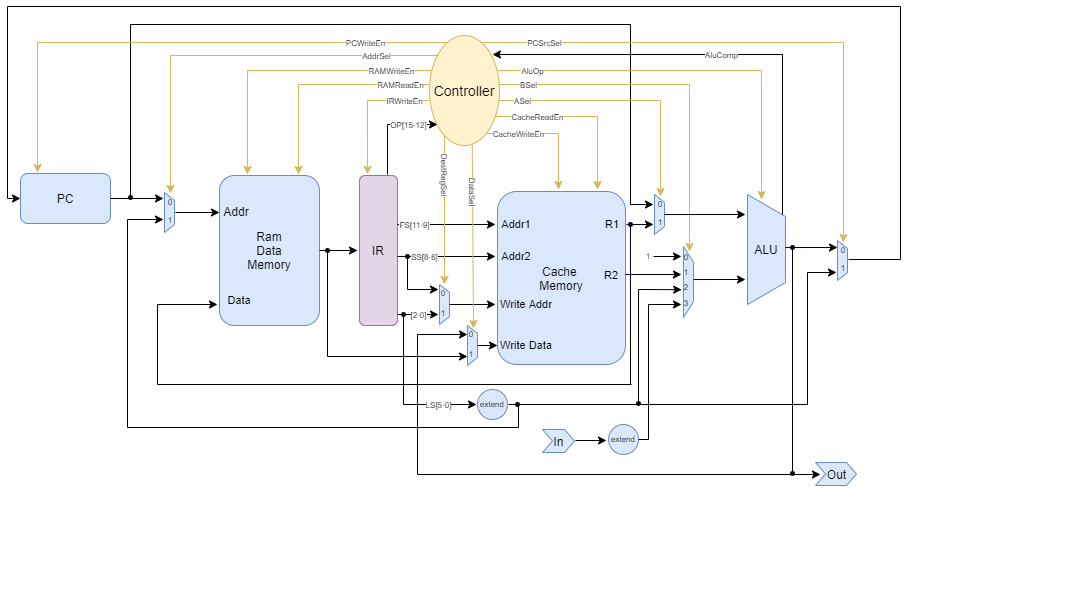 PCWriteEn
PCSrcSel
AddrSel
AluComp
RAMWriteEn
AluOp
RAMReadEn
BSel
Controller
IRWriteEn
ASel
CacheReadEn
OP[15-12]
CacheWriteEn
DestRegSel
DataSel
PC
0
1
Addr
Ram
Data
Memory
Data
IR
FS[11-9]
SS[8-6]
[2-0]
LS[5-0]
0
1
0
1
Addr1
Addr2
Write Addr
Write Data
Cache
Memory
R1
R2
0
1
1
0
1
2
3
ALU
0
1
extend
In
extend
Out